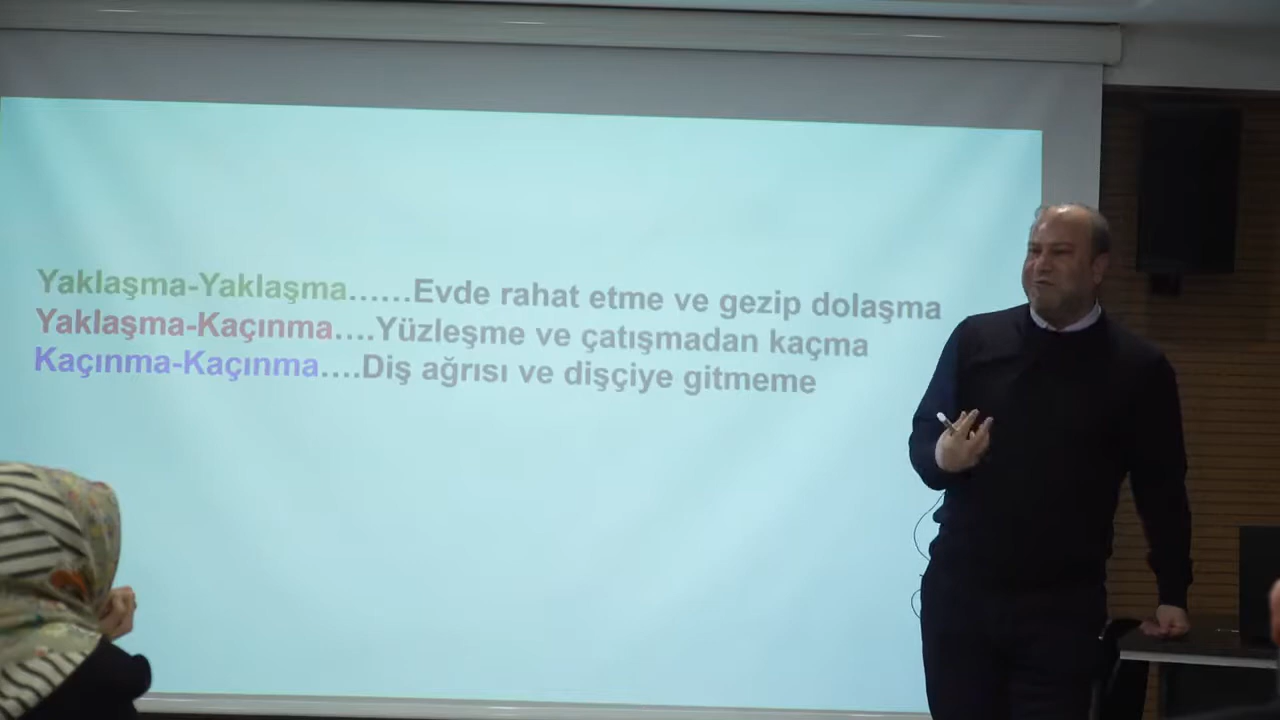 Yaklaşma-Yaklaşma......Evde rahat etme ve gezip dolaşma
Yaklaşma-Kaçınma....Yüzleşme ve çatışmadan kaçma
Kaçınma-Kaçınma....Diş ağrısı ve dişçiye gitmeme